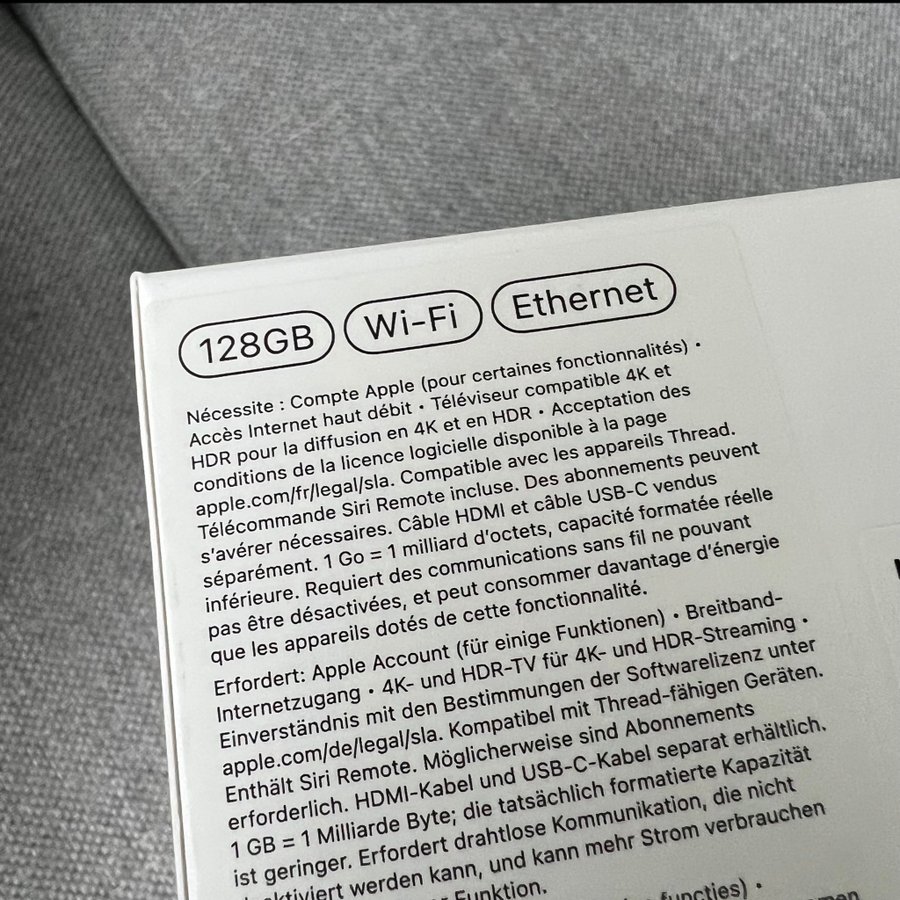 128GB Wi-Fi Ethernet
Nécessite : Compte Apple (pour certaines fonctionnalités) •
Accès Internet haut débit • Téléviseur compatible 4K et
HDR pour la diffusion en 4K et en HDR • Acceptation des
conditions de la licence logicielle disponible à la page
apple.com/fr/legal/sla. Compatible avec les appareils Thread.
Télécommande Siri Remote incluse. Des abonnements peuvent
s'avérer nécessaires. Câble HDMI et câble USB-C vendus
séparément. 1 Go = 1 milliard d'octets, capacité formatée réelle
inférieure. Requiert des communications sans fil ne pouvant
pas être désactivées, et peut consommer davantage d'énergie
que les appareils dotés de cette fonctionnalité.
Erfordert: Apple Account (für einige Funktionen) • Breitband-
Internetzugang • 4K- und HDR-TV für 4K- und HDR-Streaming •
Einverständnis mit den Bestimmungen der Softwarelizenz unter
apple.com/de/legal/sla. Kompatibel mit Thread-fähigen Geräten.
Enthält Siri Remote. Möglicherweise sind Abonnements
erforderlich. HDMI-Kabel und USB-C-Kabel separat erhältlich.
1 GB = 1 Milliarde Byte; die tatsächlich formatierte Kapazität
ist geringer. Erfordert drahtlose Kommunikation, die nicht
werden kann, und kann mehr Strom verbrauchen
Funktion.
functies) •